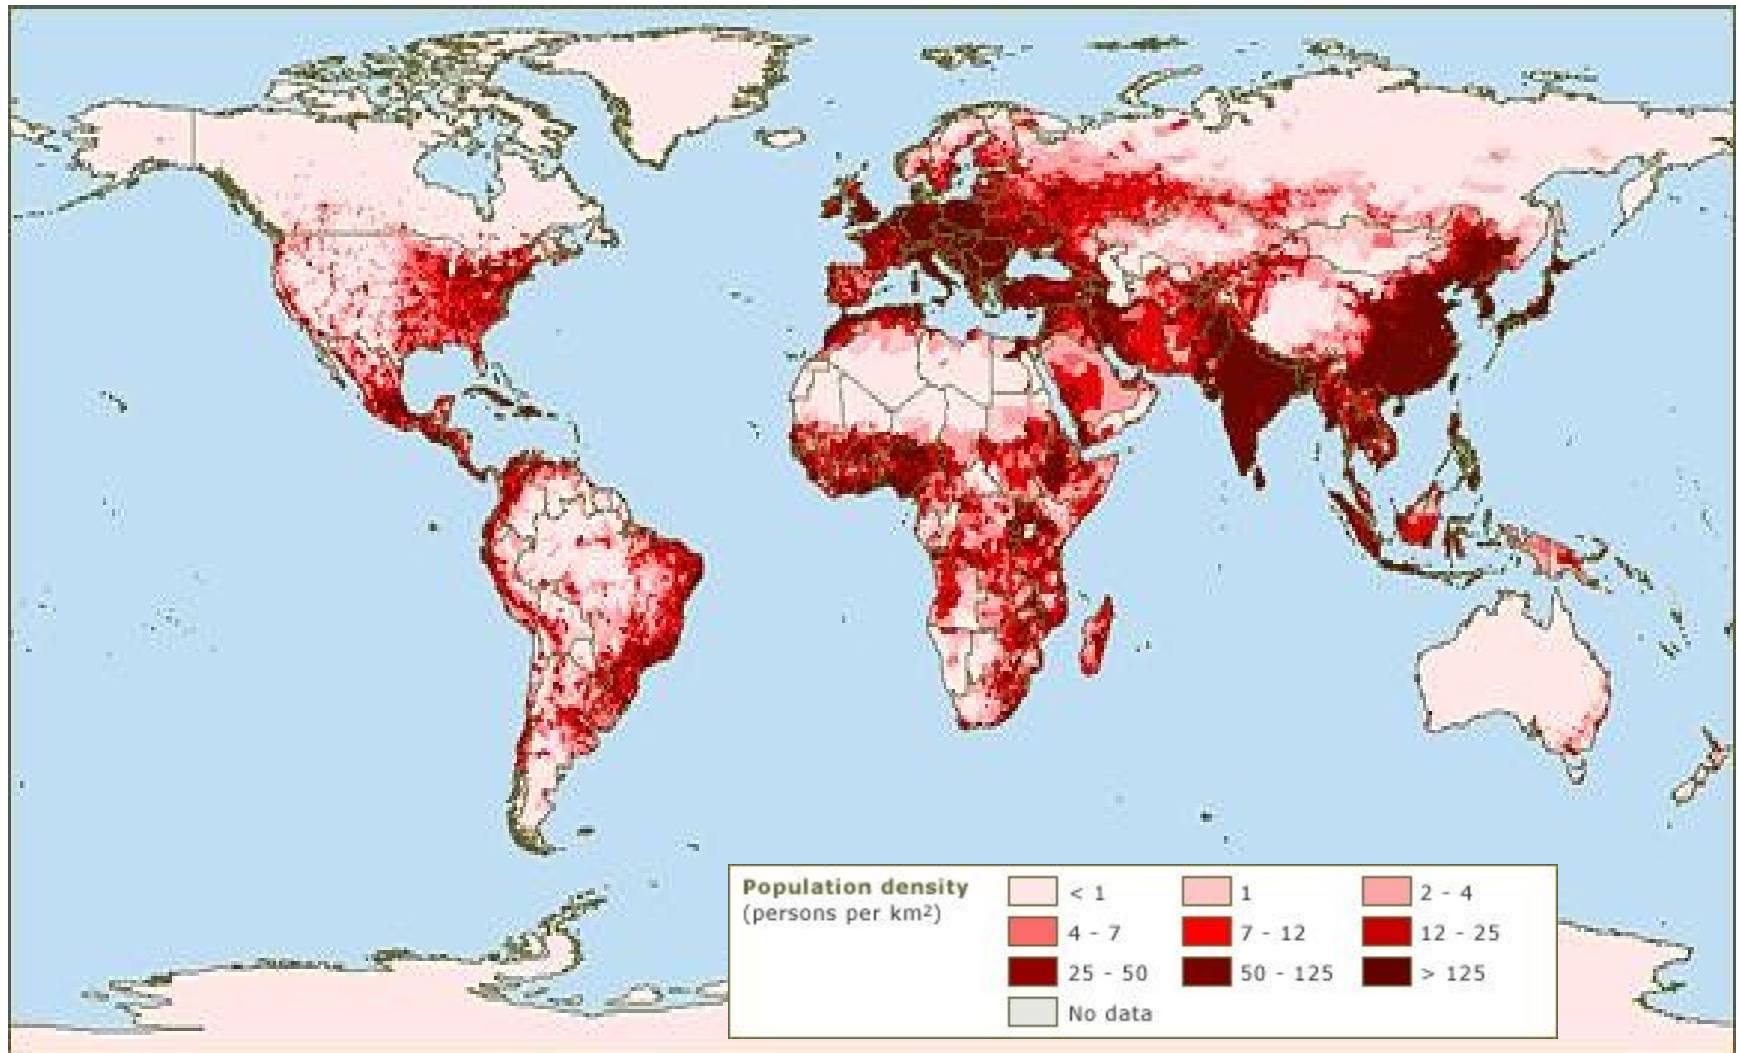 Population density
(persons per km²)
< 1
1
2 - 4
4 - 7
7 - 12
12 - 25
25 - 50
50 - 125
> 125
No data